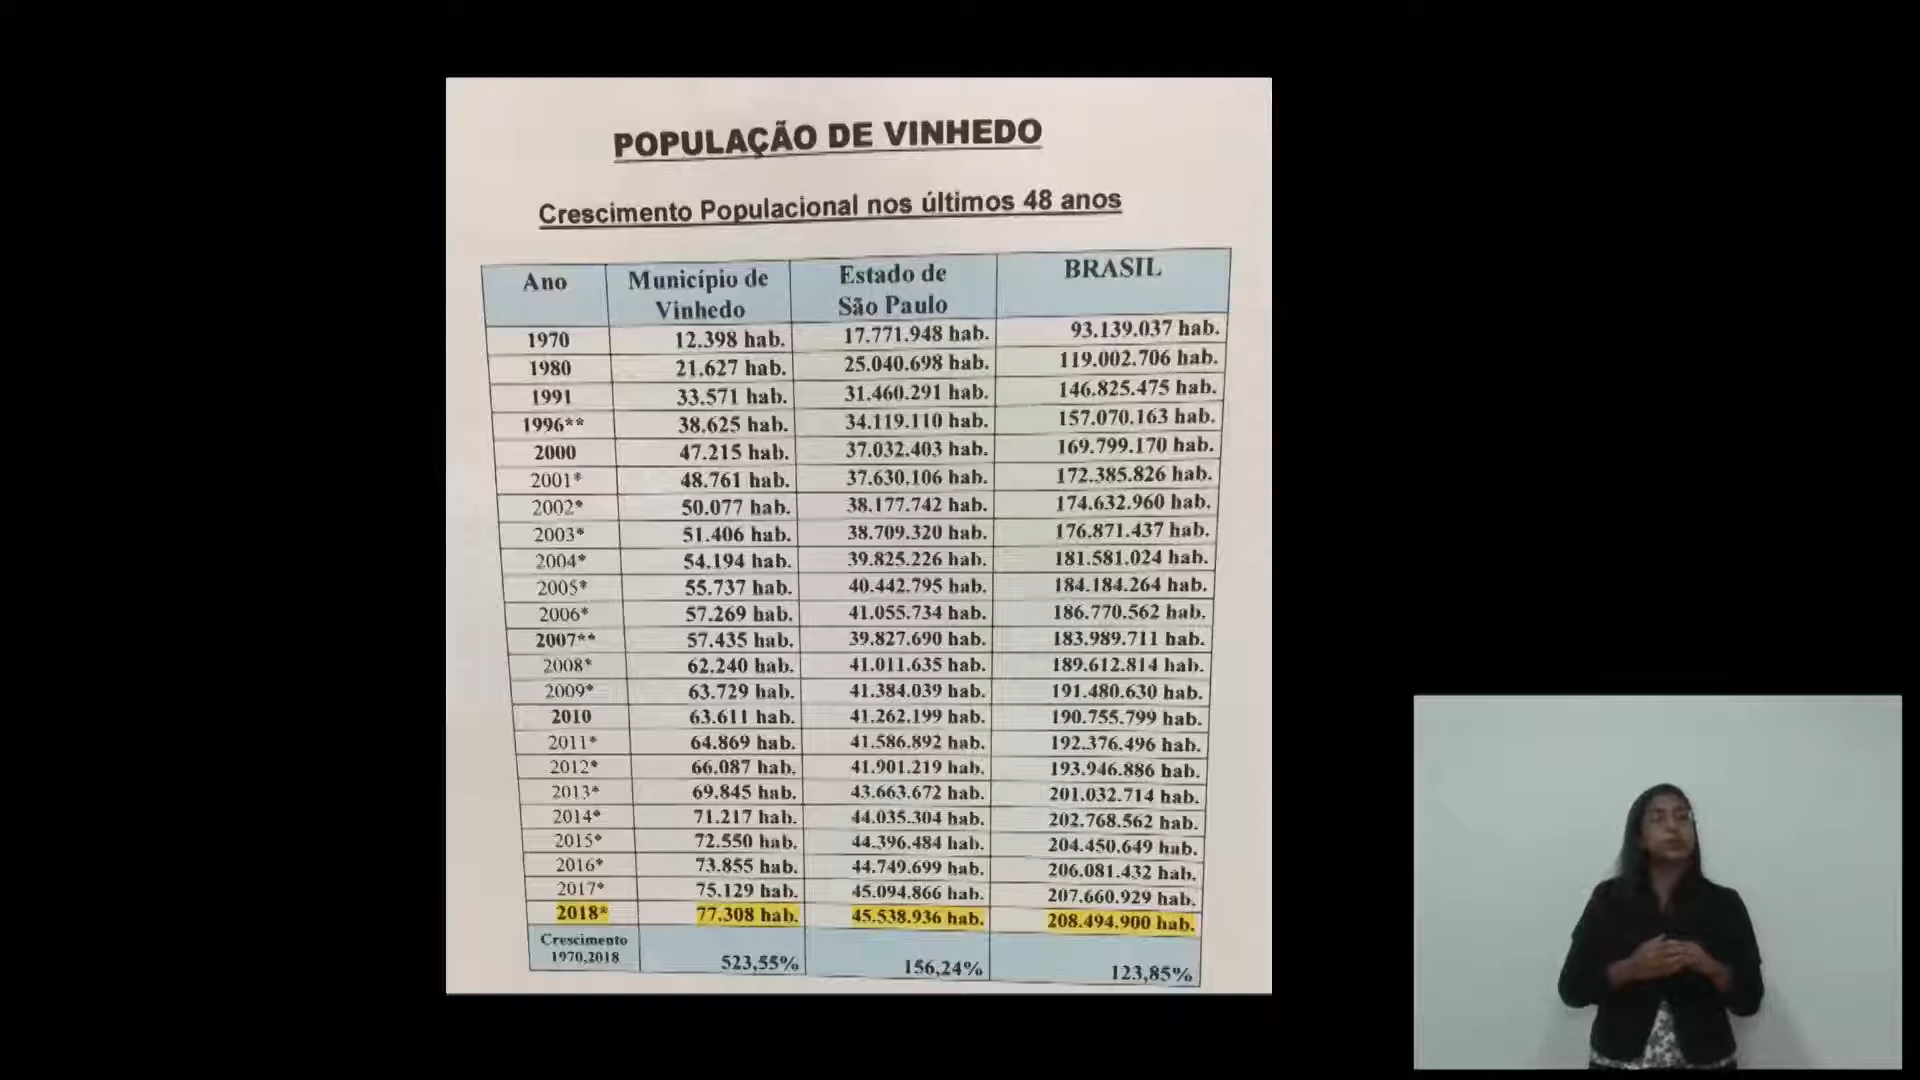 POPULAÇÃO DE VINHEDO
Crescimento Populacional nos últimos 48 anos
Ano Município de Vinhedo Estado de São Paulo BRASIL
1970 12.398 hab. 17.771.948 hab. 93.139.037 hab.
1980 21.627 hab. 25.040.698 hab. 119.002.706 hab.
1991 33.571 hab. 31.460.291 hab. 146.825.475 hab.
1996** 38.625 hab. 34.119.110 hab. 157.070.163 hab.
2000 47.215 hab. 37.032.403 hab. 169.799.170 hab.
2001* 48.761 hab. 37.630.106 hab. 172.385.826 hab.
2002* 50.077 hab. 38.177.742 hab. 174.632.960 hab.
2003* 51.406 hab. 38.709.320 hab. 176.871.437 hab.
2004* 54.194 hab. 39.825.226 hab. 181.581.024 hab.
2005* 55.737 hab. 40.442.795 hab. 184.184.264 hab.
2006* 57.269 hab. 41.055.734 hab. 186.770.562 hab.
2007** 57.435 hab. 39.827.690 hab. 183.989.711 hab.
2008* 62.240 hab. 41.011.635 hab. 189.612.814 hab.
2009* 63.729 hab. 41.384.039 hab. 191.480.630 hab.
2010 63.611 hab. 41.262.199 hab. 190.755.799 hab.
2011* 64.869 hab. 41.586.892 hab. 192.376.496 hab.
2012* 66.087 hab. 41.901.219 hab. 193.946.886 hab.
2013* 69.845 hab. 43.663.672 hab. 201.032.714 hab.
2014* 71.217 hab. 44.035.304 hab. 202.768.562 hab.
2015* 72.550 hab. 44.396.484 hab. 204.450.649 hab.
2016* 73.855 hab. 44.749.699 hab. 206.081.432 hab.
2017* 75.129 hab. 45.094.866 hab. 207.660.929 hab.
2018* 77.308 hab. 45.538.936 hab. 208.494.900 hab.
Crescimento 1970,2018 523,55% 156,24% 123,85%